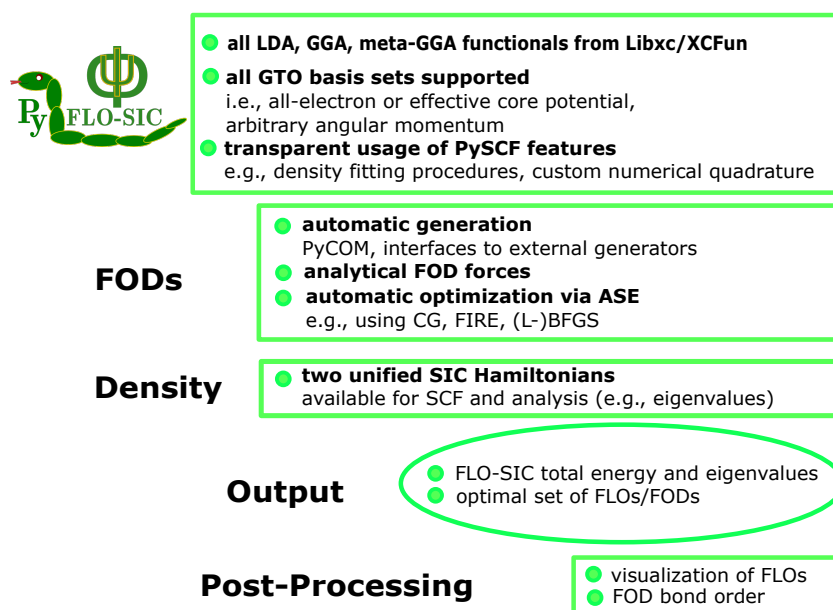 Py FLO-SIC
all LDA, GGA, meta-GGA functionals from Libxc/XCFun
all GTO basis sets supported
i.e., all-electron or effective core potential,
arbitrary angular momentum
transparent usage of PySCF features
e.g., density fitting procedures, custom numerical quadrature
FODs
automatic generation
PyCOM, interfaces to external generators
analytical FOD forces
automatic optimization via ASE
e.g., using CG, FIRE, (L-)BFGS
Density
two unified SIC Hamiltonians
available for SCF and analysis (e.g., eigenvalues)
Output
FLO-SIC total energy and eigenvalues
optimal set of FLOs/FODs
Post-Processing
visualization of FLOs
FOD bond order